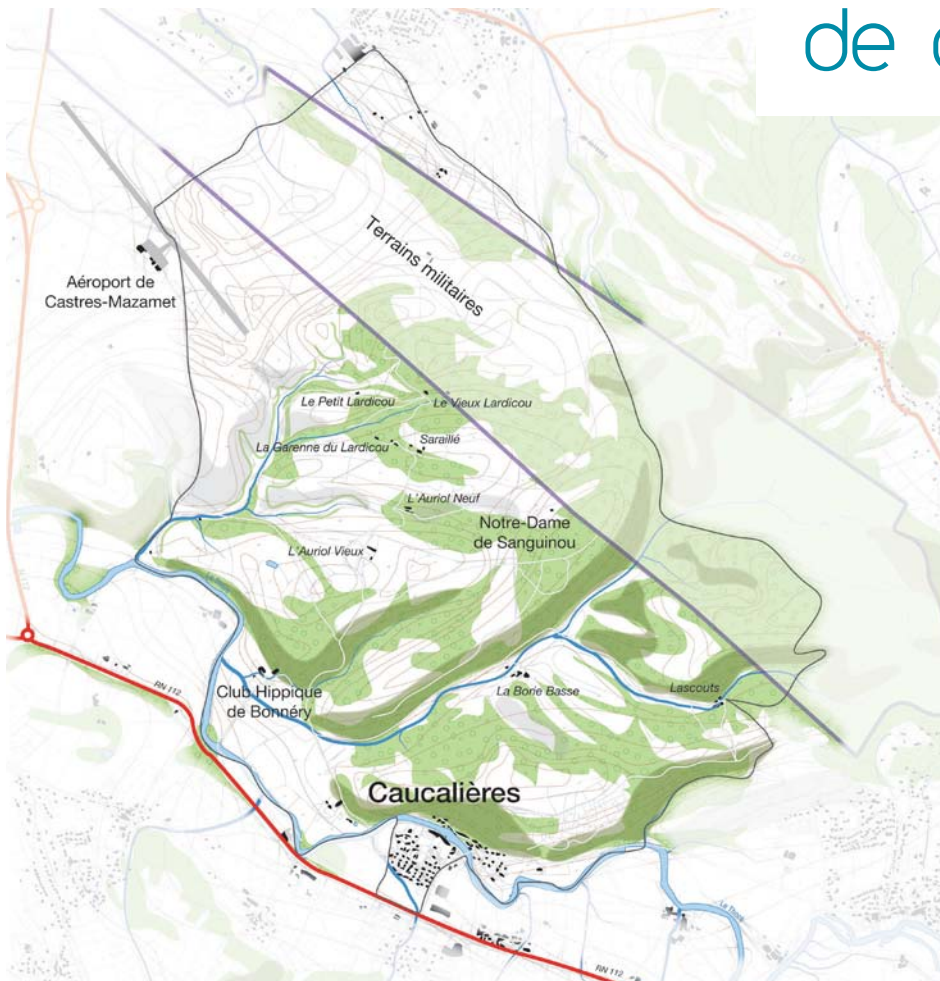 de
Terrains militaires
Aéroport de
Castres-Mazamet
Le Petit Lardicou
Le Vieux Lardicou
La Garenne du Lardicou
Saraillé
L'Auriol Neuf
Notre-Dame
de Sanguinou
L'Auriol Vieux
RN 112
Club Hippique
de Bonnéry
La Borie Basse
Lascouts
Caucalières
Le Thoré
RN 112